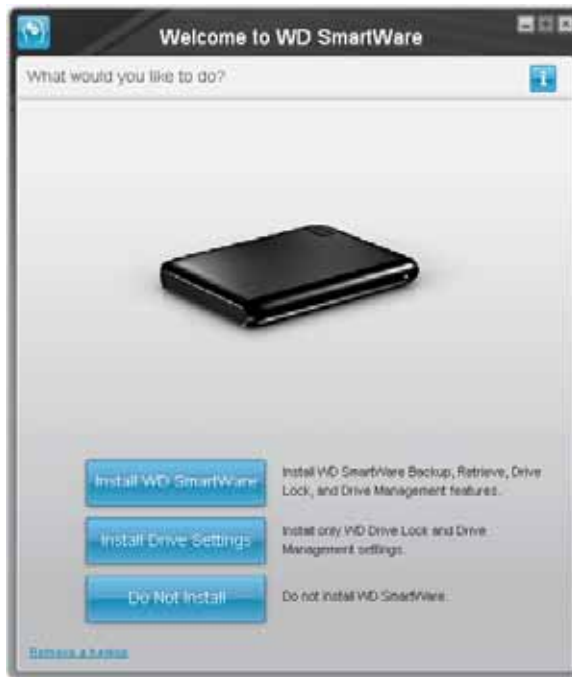 Welcome to WD SmartWare
What would you like to do?
Install WD SmartWare
Install WD SmartWare Backup, Retrieve, Drive
Lock, and Drive Management features.
Install Drive Settings
Install only WD Drive Lock and Drive
Management settings.
Do Not Install
Do not install WD SmartWare.
a